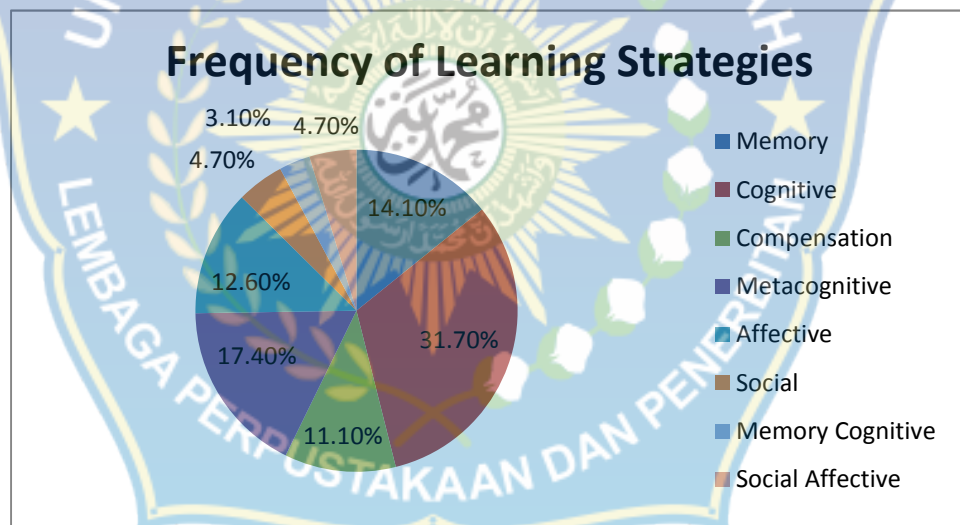 Frequency of Learning Strategies
3.10%
4.70%
4.70%
14.10%
12.60%
31.70%
17.40%
11.10%
Memory
Cognitive
Compensation
Metacognitive
Affective
Social
Memory Cognitive
Social Affective
LEMBAGA PERPUSTAKAAN DAN PENERBITAN